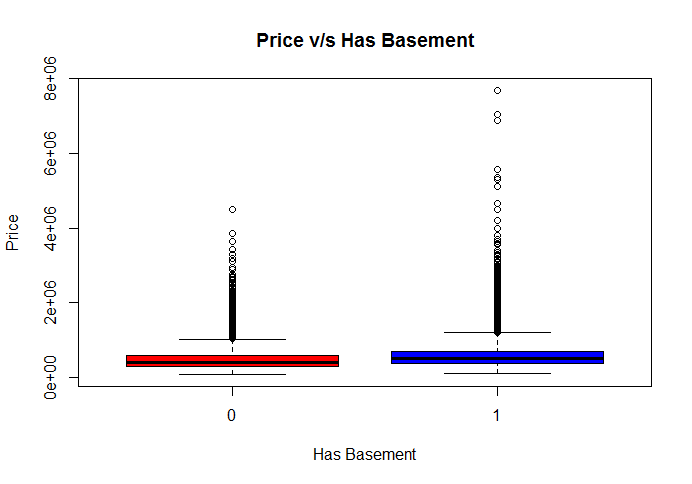 Price v/s Has Basement
8e+06
6e+06
4e+06
2e+06
0e+00
Price
0 1
Has Basement